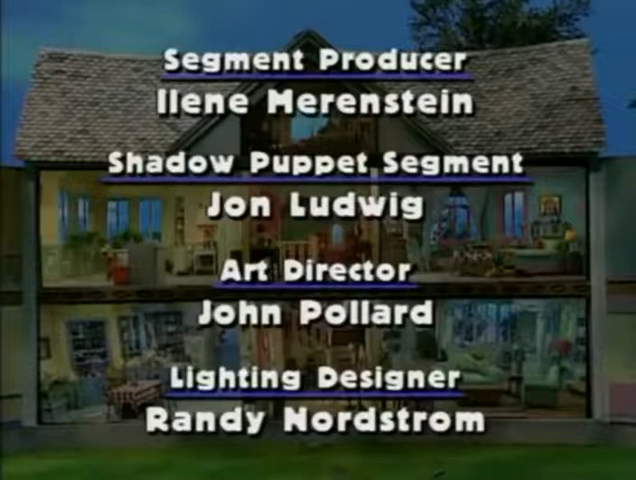 Segment Producer
Ilene Merenstein
Shadow Puppet Segment
Jon Ludwig
Art Director
John Pollard
Lighting Designer
Randy Nordstrom